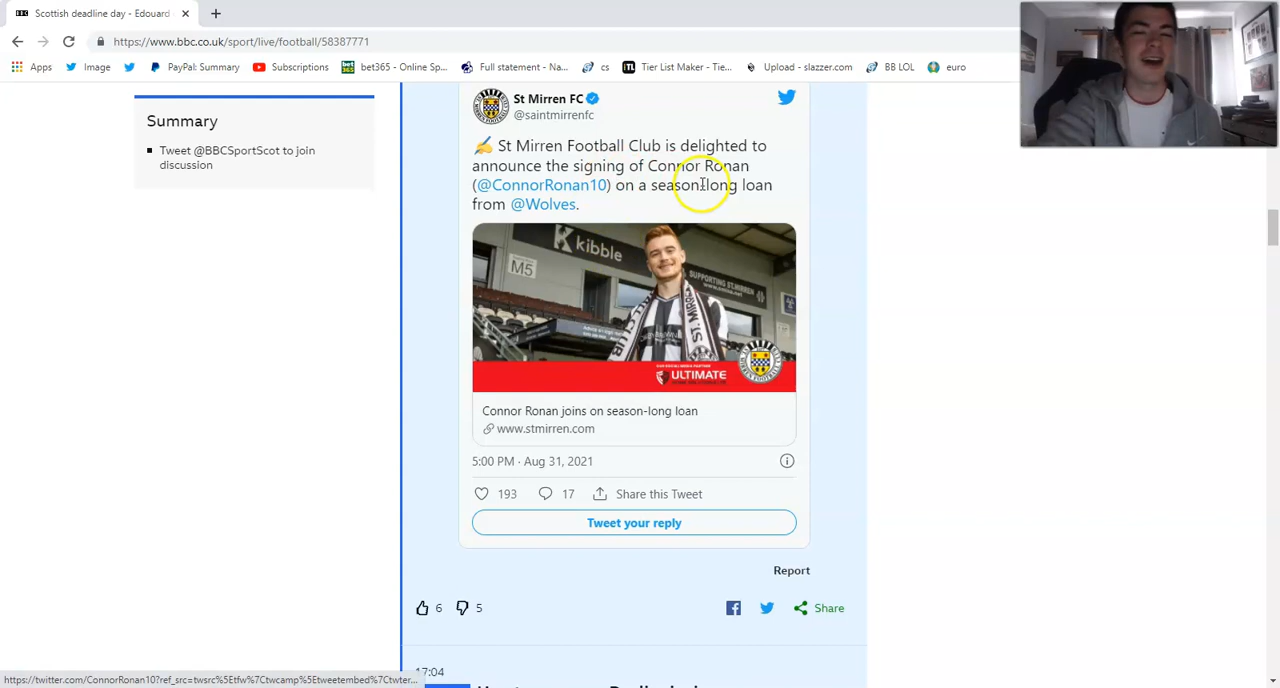 Scottish deadline day - Edouard
https://www.bbc.co.uk/sport/live/football/58387771
Apps
Image
PayPal: Summary
Subscriptions
bet365 - Online Sp...
Full statement - Na...
cs
Tier List Maker - Tie...
Upload - slazzer.com
BB LOL
euro
Summary
Tweet @BBCSportScot to join
discussion
St Mirren FC
@saintmirrenfc
St Mirren Football Club is delighted to
announce the signing of Connor Ronan
(@ConnorRonan10) on a season-long loan
from @Wolves.
kibble
M5
SUPPORTING ST.MIRREN
ST. MIRREN
ULTIMATE
Connor Ronan joins on season-long loan
www.stmirren.com
5:00 PM · Aug 31, 2021
193
17
Share this Tweet
Tweet your reply
Report
6
5
Share
17:04
https://twitter.com/ConnorRonan10?ref_src=twsrc%5Etfw%7Ctwcamp%5Etweetembed%7Ctwter...